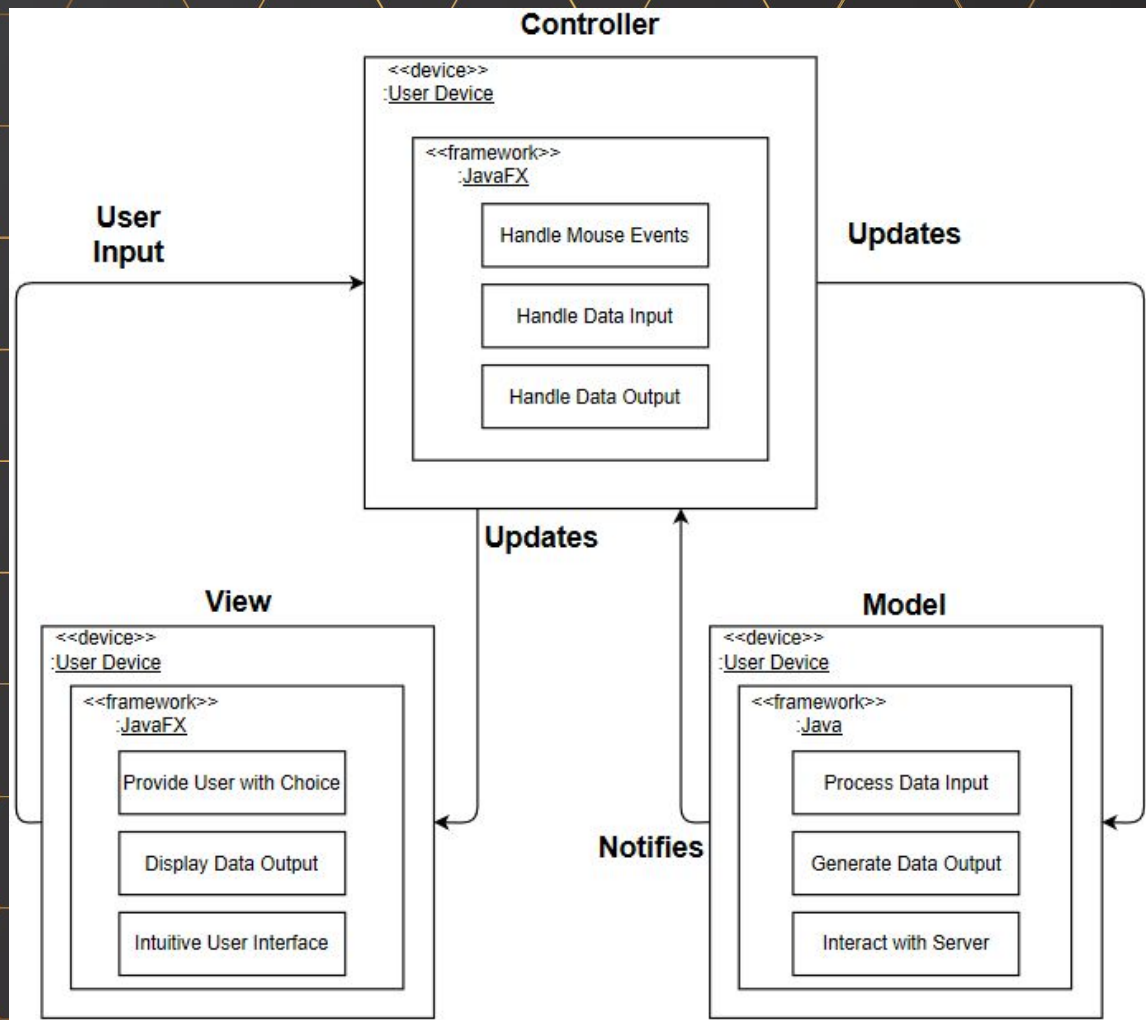 Controller
<<device>>
:User Device
<<framework>>
:JavaFX
Handle Mouse Events
Handle Data Input
Handle Data Output
User
Input
Updates
Updates
View
<<device>>
:User Device
<<framework>>
:JavaFX
Provide User with Choice
Display Data Output
Intuitive User Interface
Notifies
Model
<<device>>
:User Device
<<framework>>
:Java
Process Data Input
Generate Data Output
Interact with Server